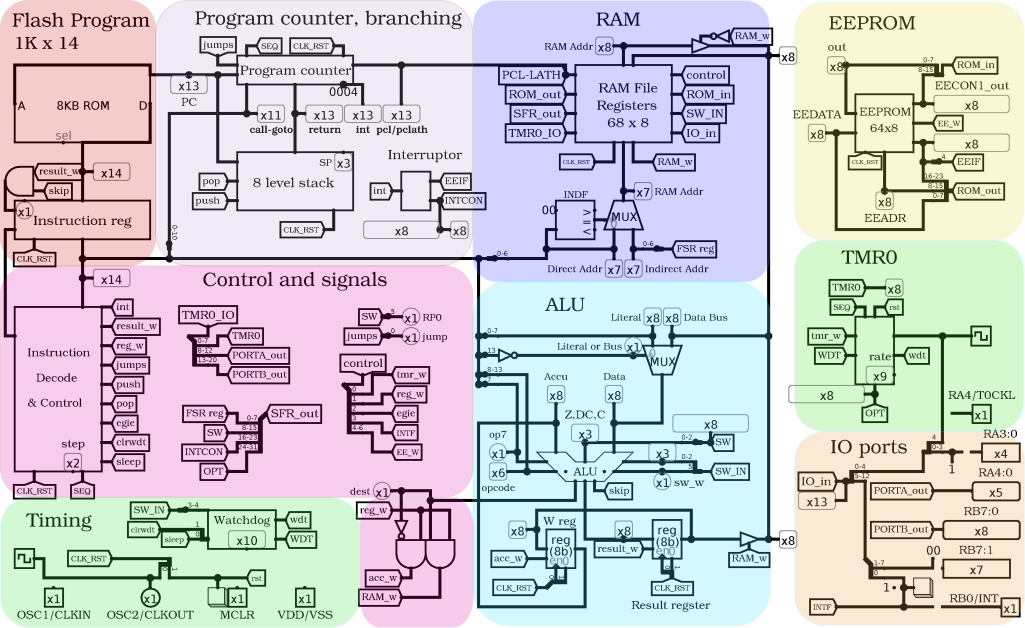 Flash Program
1K x 14
A
8KB ROM
D
sel
x13
PC
result_w
x14
skip
x1
Instruction reg
CLK_RST
x14
Program counter, branching
jumps
SEQ
CLK_RST
Program counter
0004
x11
call-goto
x13
return
x13
int
x13
pcl/pclath
SP
x3
8 level stack
pop
push
CLK_RST
Interruptor
int
EEIF
INTCON
x8
x8
0-10
0-6
RAM
RAM Addr
x8
RAM_w
x8
PCL-LATH
ROM_out
SFR_out
TMR0_IO
RAM File
Registers
68 x 8
control
ROM_in
SW_IN
IO_in
CLK_RST
RAM_w
x7
RAM Addr
INDF
00
MUX
0-6
FSR reg
Direct Addr
x7
x7
Indirect Addr
EEPROM
out
x8
0-7
8-15
ROM_in
EECON1_out
x8
EEDATA
x8
EEPROM
64x8
EE_W
x8
CLK_RST
4
EEIF
16-23
8-15
0-7
ROM_out
x8
EEADR
Control and signals
Instruction
Decode
& Control
step
x2
int
result_w
reg_w
jumps
push
pop
egie
clrwdt
sleep
CLK_RST
SEQ
TMR0_IO
0-7
TMR0
8-12
PORTA_out
13-20
PORTB_out
FSR reg
SW
INTCON
OPT
0-7
8-15
16-23
24-31
SFR_out
SW
5
x1
RP0
jumps
0
x1
jump
control
tmr_w
reg_w
egie
INTF
EE_W
0
1
2
3
4-6
ALU
Literal
x8
x8
Data Bus
0-7
13
Literal or Bus
x1
0
MUX
8-13
7
Accu
x8
Data
x8
Z,DC,C
x3
x8
0-2
SW
op7
x1
x6
opcode
ALU
x3
0-2
5
SW_IN
x1
sw_w
skip
x8
W reg
reg
(8b)
en0
acc_w
CLK_RST
0
1
x8
result_w
reg
(8b)
en0
0
1
CLK_RST
Result regster
RAM_w
x8
TMR0
TMR0
x8
SEQ
rst
tmr_w
WDT
rate
x9
wdt
x8
OPT
RA4/T0CKL
x1
IO ports
4
0-3
1
RA3:0
x4
IO_in
x13
0-4
5-12
RA4:0
PORTA_out
x5
RB7:0
PORTB_out
x8
00
RB7:1
1-7
0
x7
1
INTF
RB0/INT
x1
Timing
SW_IN
3-4
clrwdt
sleep
1
0
Watchdog
x10
wdt
WDT
CLK_RST
0
1
rst
x1
OSC1/CLKIN
x1
OSC2/CLKOUT
x1
MCLR
x1
VDD/VSS
dest
x1
reg_w
acc_w
RAM_w